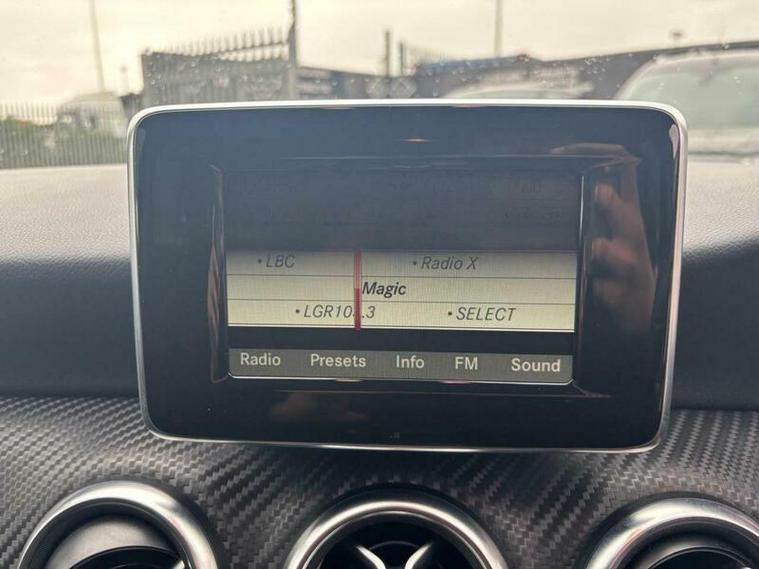 • LBC • Radio X
Magic
• LGR10 .3 • SELECT
Radio Presets Info FM Sound